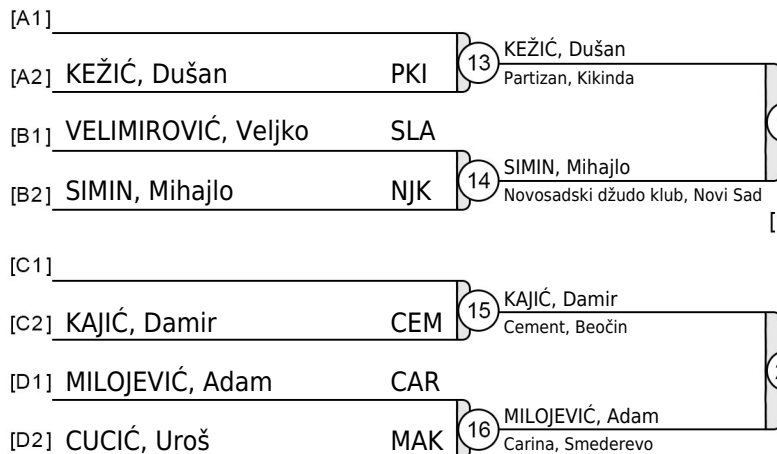 [A1]
[A2] KEŽIĆ, Dušan PKI
13
KEŽIĆ, Dušan
Partizan, Kikinda
[B1] VELIMIROVIĆ, Veljko SLA
[B2] SIMIN, Mihajlo NJK
14
SIMIN, Mihajlo
Novosadski džudo klub, Novi Sad
[
[C1]
[C2] KAJIĆ, Damir CEM
15
KAJIĆ, Damir
Cement, Beočin
[D1] MILOJEVIĆ, Adam CAR
[D2] CUCIĆ, Uroš MAK
16
MILOJEVIĆ, Adam
Carina, Smederevo